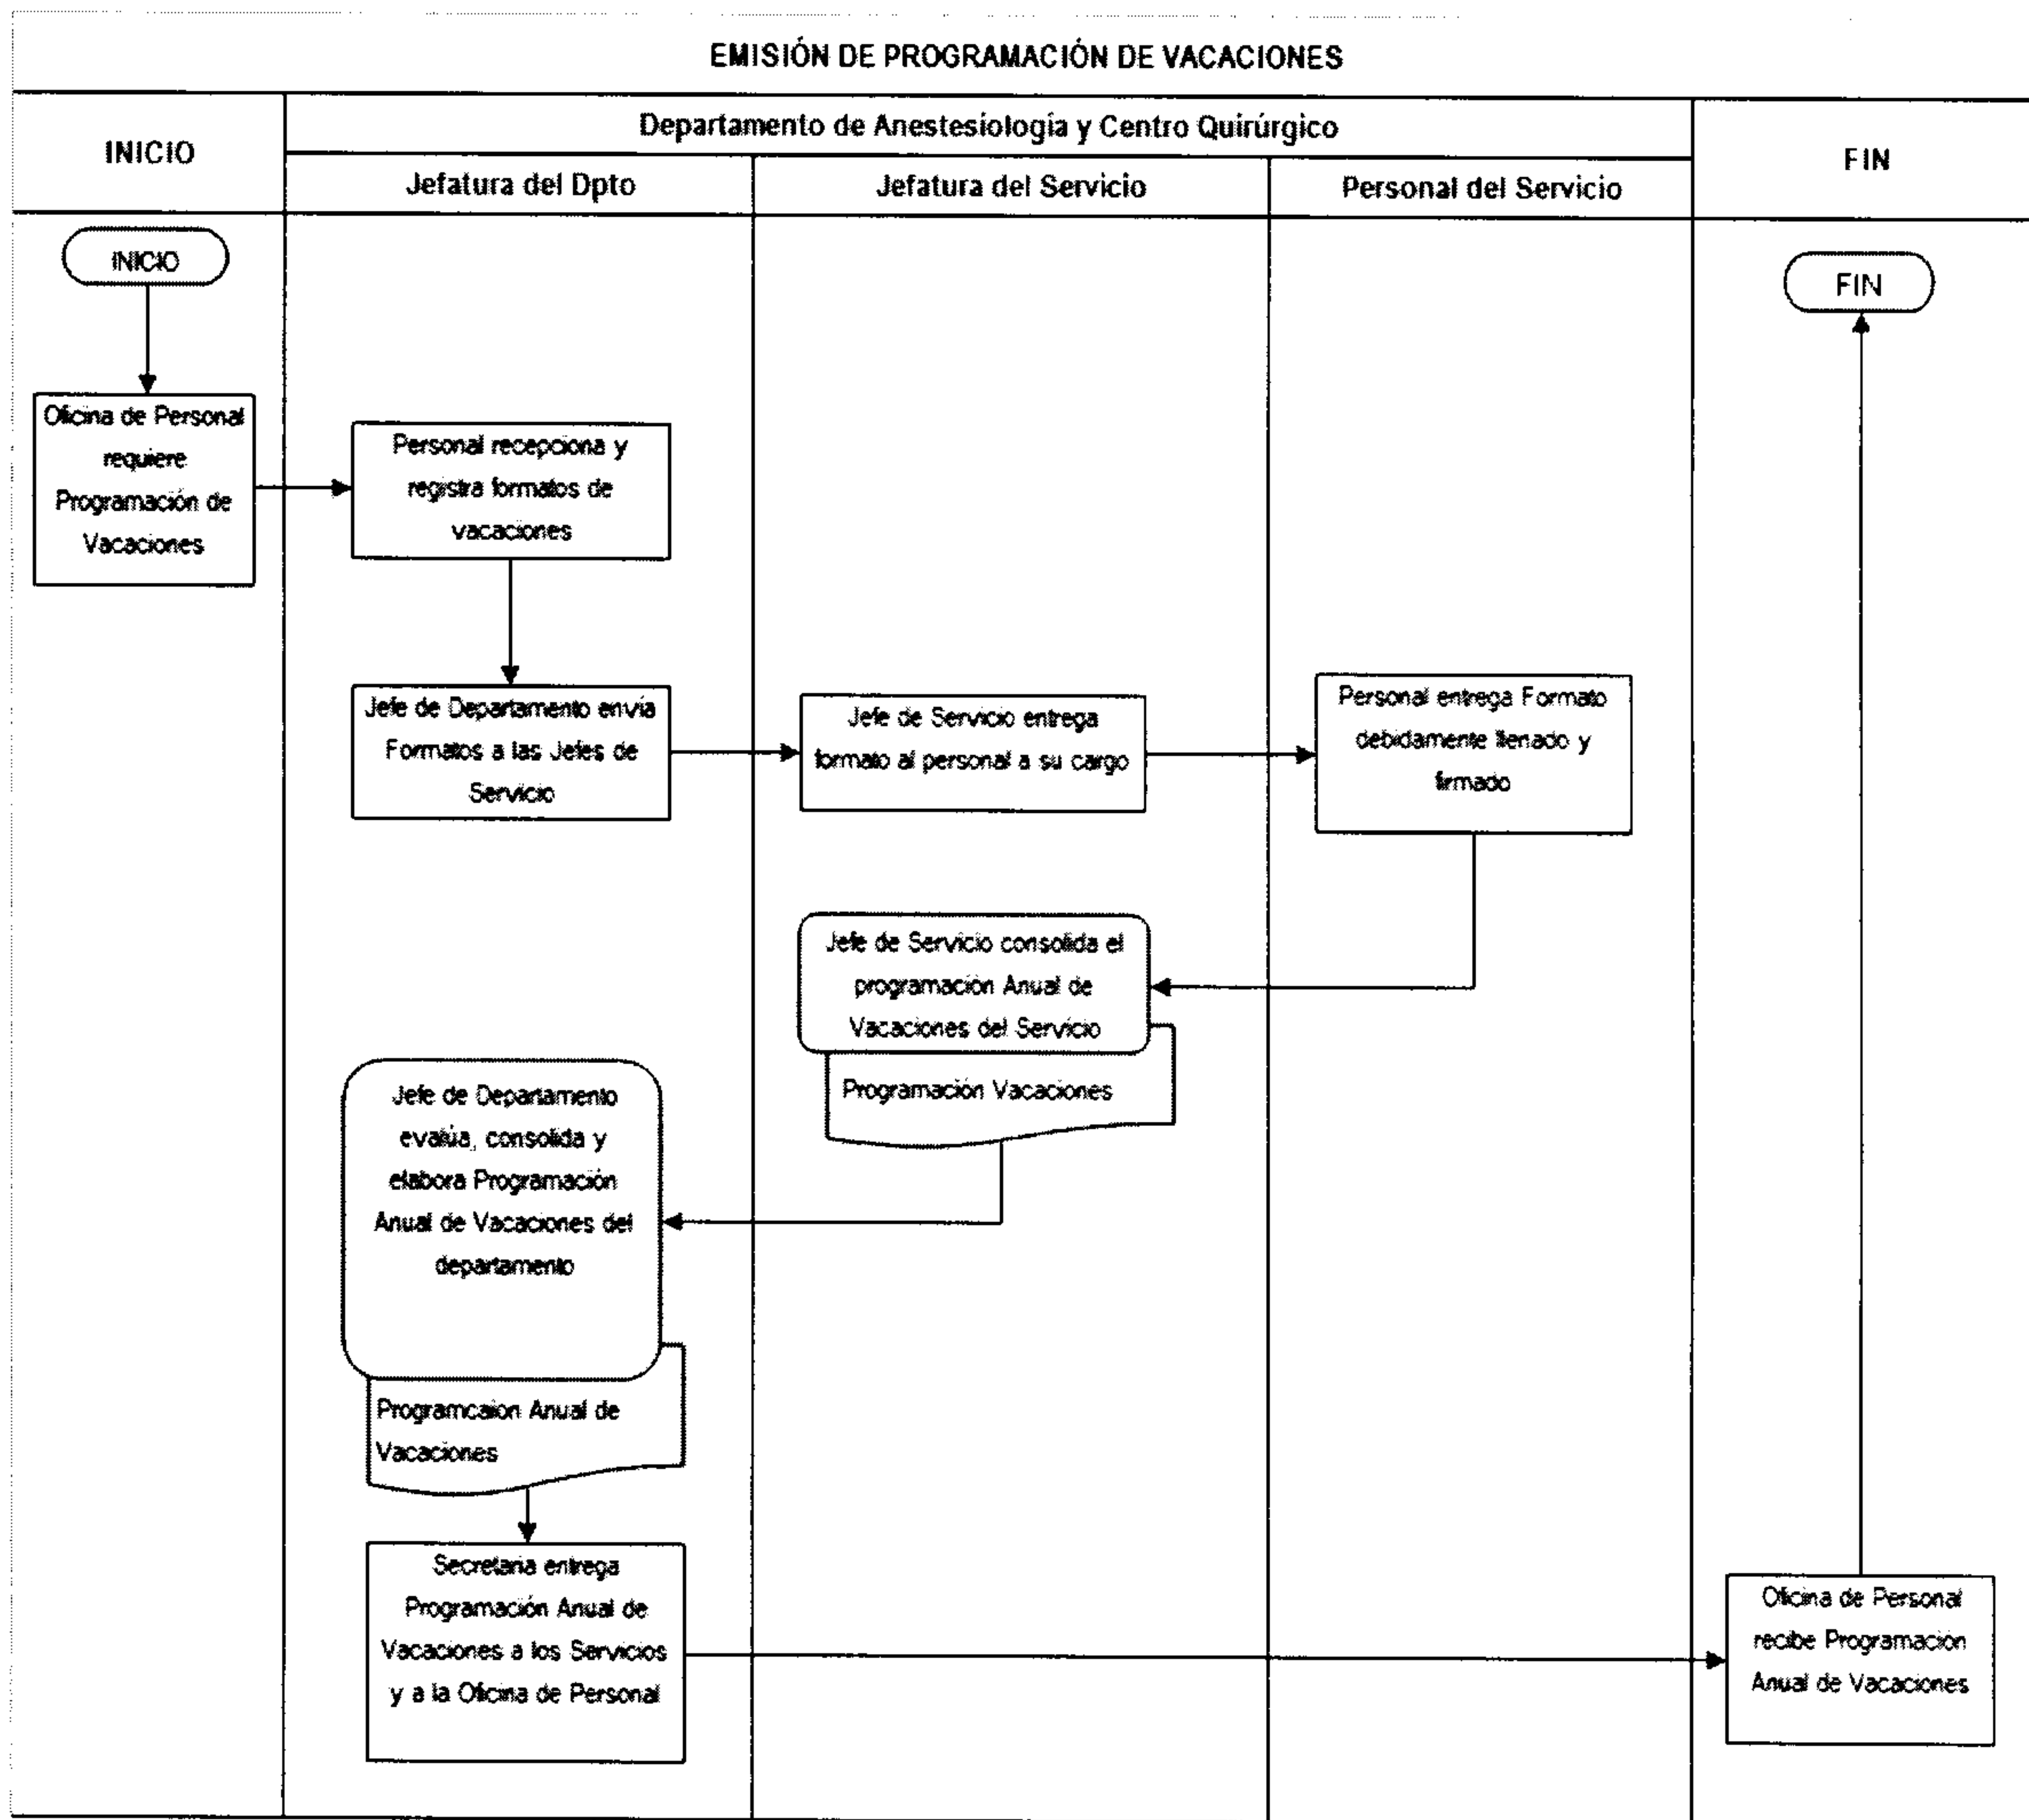 EMISIÓN DE PROGRAMACIÓN DE VACACIONES
INICIO
Departamento de Anestesiología y Centro Quirúrgico
FIN
Jefatura del Dpto
Jefatura del Servicio
Personal del Servicio
INICIO
FIN
Oficina de Personal
requiere
Programación de
Vacaciones
Personal recepciona y
registra formatos de
vacaciones
Jefe de Departamento envía
Formatos a las Jefes de
Servicio
Jefe de Servicio entrega
formato al personal a su cargo
Personal entrega Formato
debidamente llenado y
firmado
Jefe de Servicio consolida el
programación Anual de
Vacaciones del Servicio
Programación Vacaciones
Jefe de Departamento
evalúa, consolida y
elabora Programación
Anual de Vacaciones del
departamento
Programcaion Anual de
Vacaciones
Secretaria entrega
Programación Anual de
Vacaciones a los Servicios
y a la Oficina de Personal
Oficina de Personal
recibe Programación
Anual de Vacaciones